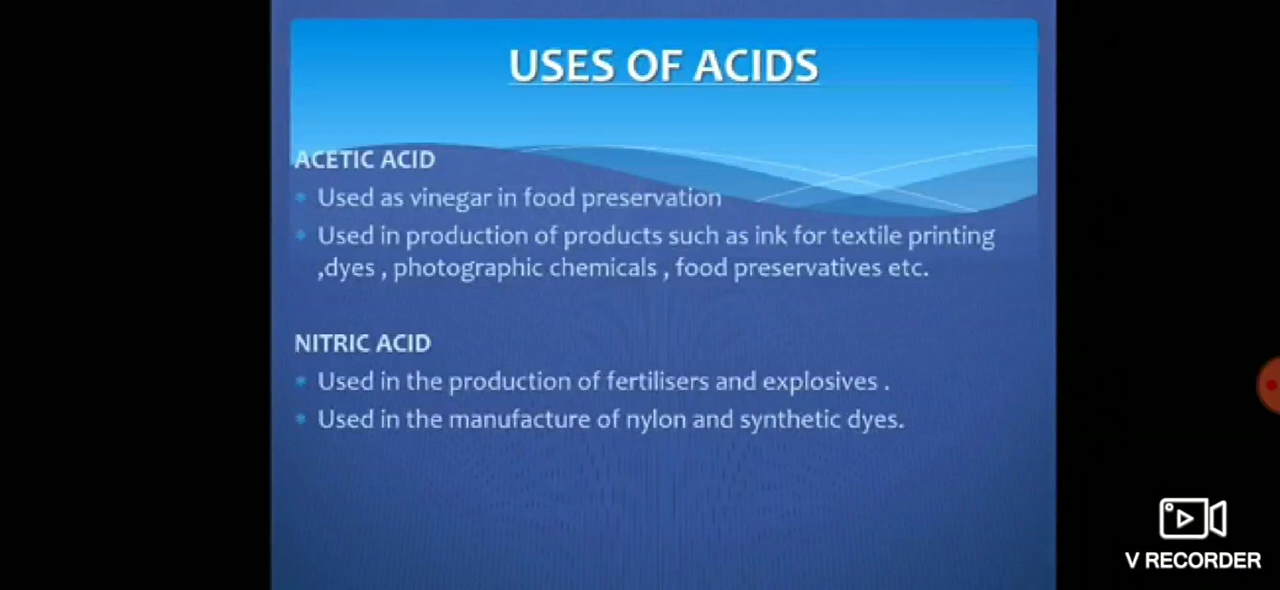 USES OF ACIDS
ACETIC ACID
Used as vinegar in food preservation
Used in production of products such as ink for textile printing
,dyes , photographic chemicals , food preservatives etc.
NITRIC ACID
Used in the production of fertilisers and explosives .
Used in the manufacture of nylon and synthetic dyes.
V RECORDER